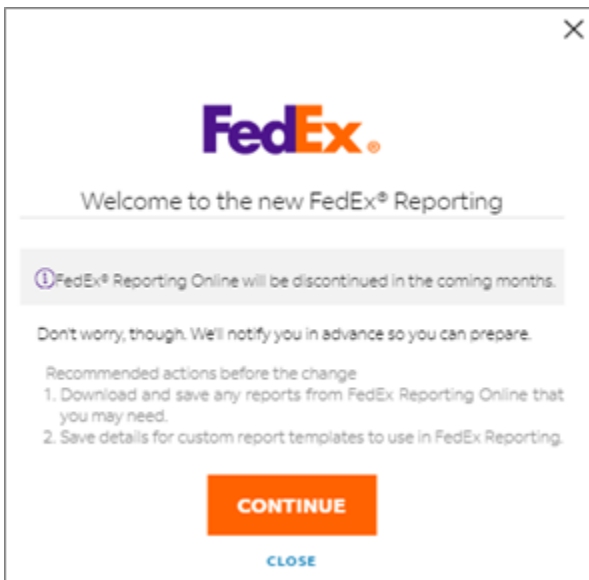 FedEx®
Welcome to the new FedEx® Reporting
FedEx® Reporting Online will be discontinued in the coming months.
Don't worry, though. We'll notify you in advance so you can prepare.
Recommended actions before the change
1. Download and save any reports from FedEx Reporting Online that
you may need.
2. Save details for custom report templates to use in FedEx Reporting.
CONTINUE
CLOSE